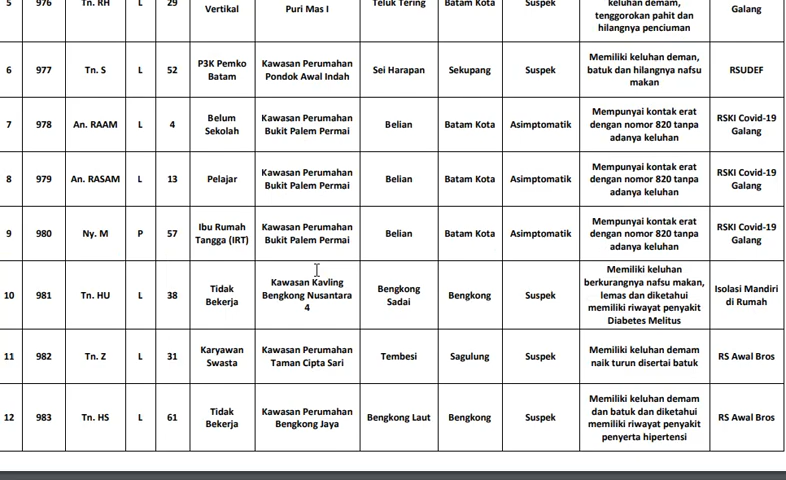 5 976 Tn. RH L 29 Vertikal Puri Mas I Teluk Tering Batam Kota Suspek keluhan demam,
tenggorokan pahit dan
hilangnya penciuman
Galang
6 977 Tn. S L 52 P3K Pemko
Batam
Kawasan Perumahan
Pondok Awal Indah
Sei Harapan Sekupang Suspek
Memiliki keluhan deman,
batuk dan hilangnya nafsu
makan
RSUDEF
7 978 An. RAAM L 4 Belum
Sekolah
Kawasan Perumahan
Bukit Palem Permai
Belian Batam Kota Asimptomatik
Mempunyai kontak erat
dengan nomor 820 tanpa
adanya keluhan
RSKI Covid-19
Galang
8 979 An. RASAM L 13 Pelajar
Kawasan Perumahan
Bukit Palem Permai
Belian Batam Kota Asimptomatik
Mempunyai kontak erat
dengan nomor 820 tanpa
adanya keluhan
RSKI Covid-19
Galang
9 980 Ny. M P 57 Ibu Rumah
Tangga (IRT)
Kawasan Perumahan
Bukit Palem Permai
Belian Batam Kota Asimptomatik
Mempunyai kontak erat
dengan nomor 820 tanpa
adanya keluhan
RSKI Covid-19
Galang
10 981 Tn. HU L 38 Tidak
Bekerja
Kawasan Kavling
Bengkong Nusantara
4
Bengkong
Sadai
Bengkong Suspek
Memiliki keluhan
berkurangnya nafsu makan,
lemas dan diketahui
memiliki riwayat penyakit
Diabetes Melitus
Isolasi Mandiri
di Rumah
11 982 Tn. Z L 31 Karyawan
Swasta
Kawasan Perumahan
Taman Cipta Sari
Tembesi Sagulung Suspek
Memiliki keluhan demam
naik turun disertai batuk
RS Awal Bros
12 983 Tn. HS L 61 Tidak
Bekerja
Kawasan Perumahan
Bengkong Jaya
Bengkong Laut Bengkong Suspek
Memiliki keluhan demam
dan batuk dan diketahui
memiliki riwayat penyakit
penyerta hipertensi
RS Awal Bros